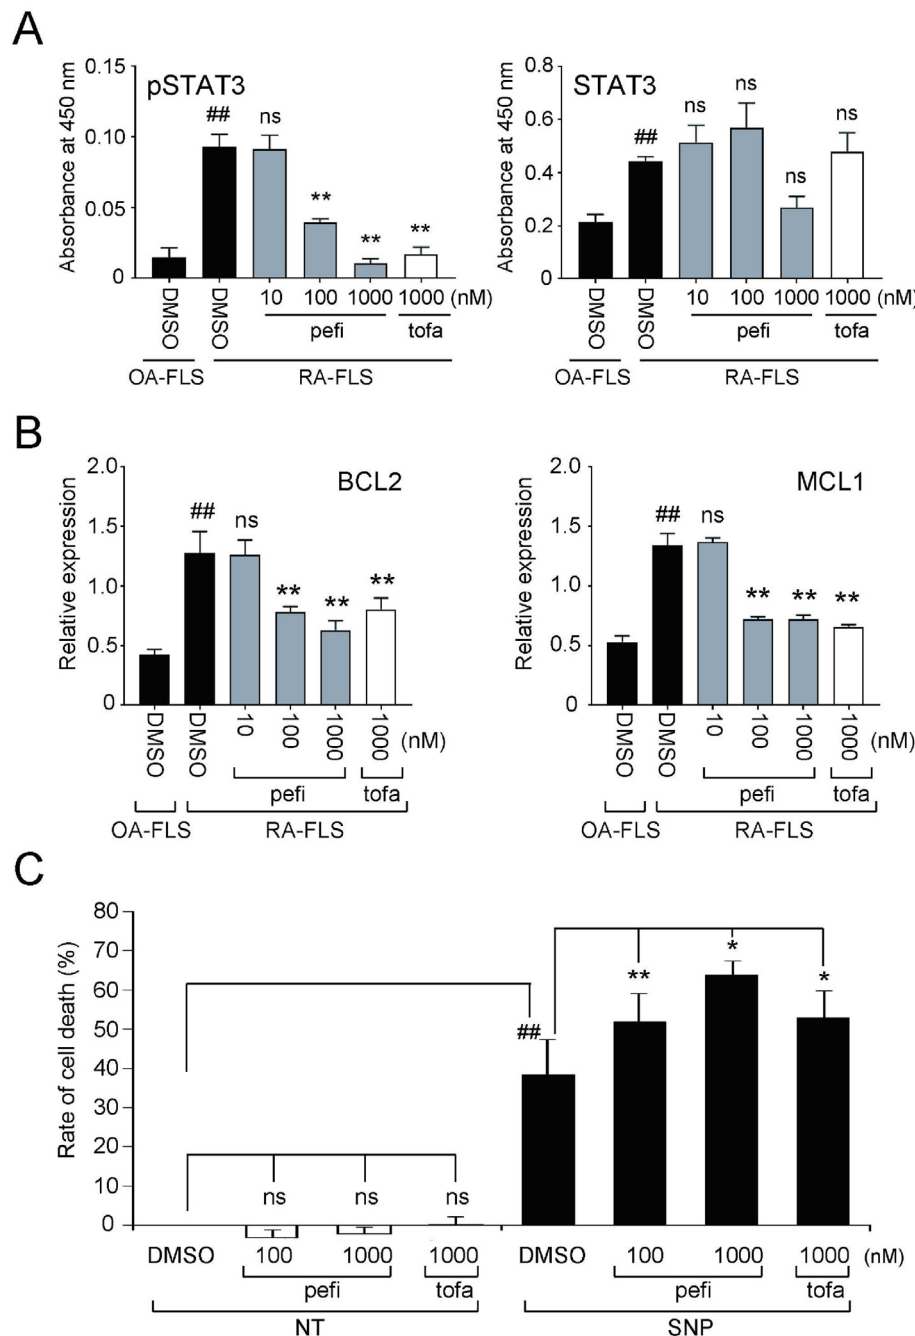 A
pSTAT3
Absorbance at 450 nm
0.15
0.10
0.05
0
##
ns
**
**
**
DMSO
DMSO
10 100 1000 1000 (nM)
pefi tofa
OA-FLS RA-FLS
STAT3
Absorbance at 450 nm
0.8
0.6
0.4
0.2
0
##
ns
ns
ns
ns
DMSO
DMSO
10 100 1000 1000 (nM)
pefi tofa
OA-FLS RA-FLS
B
BCL2
Relative expression
2.0
1.5
1.0
0.5
0
##
ns
**
**
**
DMSO
DMSO
10
100
1000
1000
(nM)
pefi tofa
OA-FLS RA-FLS
MCL1
Relative expression
2.0
1.5
1.0
0.5
0
##
ns
**
**
**
DMSO
DMSO
10
100
1000
1000
(nM)
pefi tofa
OA-FLS RA-FLS
C
Rate of cell death (%)
80
70
60
50
40
30
20
10
0
ns
ns
ns
##
**
*
*
DMSO 100 1000 1000 DMSO 100 1000 1000 (nM)
pefi tofa pefi tofa
NT SNP